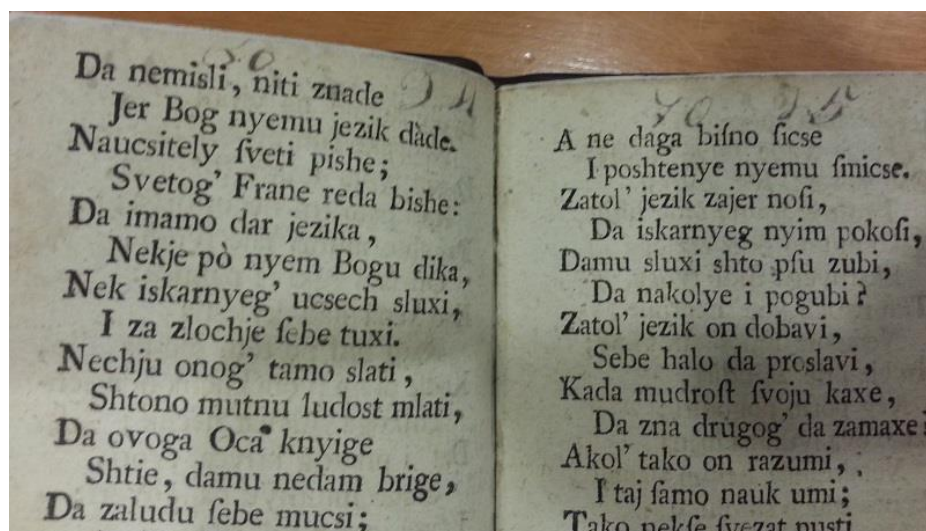 Da nemisli, niti znade
Jer Bog nyemu jezik dàde.
Naucsitely ſveti pishe;
Svetog' Frane reda bishe:
Da imamo dar jezika,
Nekje pò nyem Bogu dika,
Nek iskarnyeg' ucsech sluxi,
I za zlochje ſebe tuxi.
Nechju onog' tamo slati,
Shtono mutnu ludost mlati,
Da ovoga Oca knyige
Shtie, damu nedam brige,
Da zaludu ſebe mucsi;
A ne daga biſno ſicse
I poshtenye nyemu ſmicse.
Zatol' jezik zajer noſi,
Da iskarnyeg nyim pokoſi,
Damu sluxi shto pſu zubi,
Da nakolye i pogubi?
Zatol' jezik on dobavi,
Sebe halo da proslavi,
Kada mudroſt ſvoju kaxe,
Da zna drugog' da zamaxe?
Akol' tako on razumi,
I taj ſamo nauk umi;
Tako nekſe ſvezat pusti